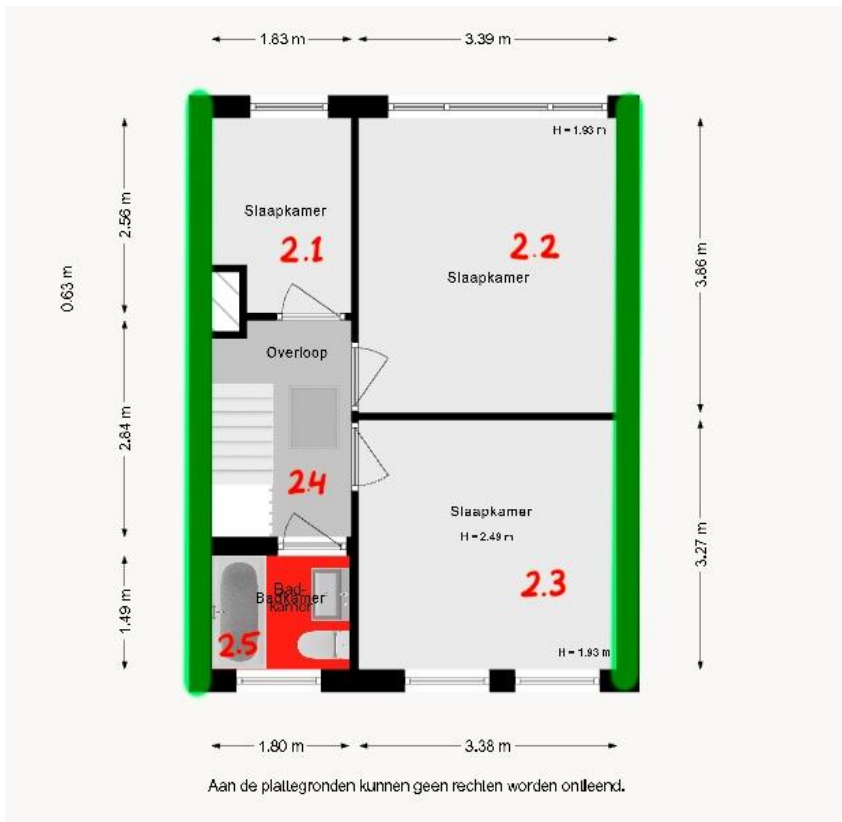 1.83 m
3.39 m
H = 1.93 m
2.56 m
Slaapkamer
2.1
2.2
Slaapkamer
3.86 m
0.63 m
Overloop
2.84 m
2.4
Slaapkamer
H = 2.49 m
2.3
3.27 m
1.49 m
Bad-
kamer
Badkamer
2.5
H = 1.93 m
1.80 m
3.38 m
Aan de plattegronden kunnen geen rechten worden ontleend.